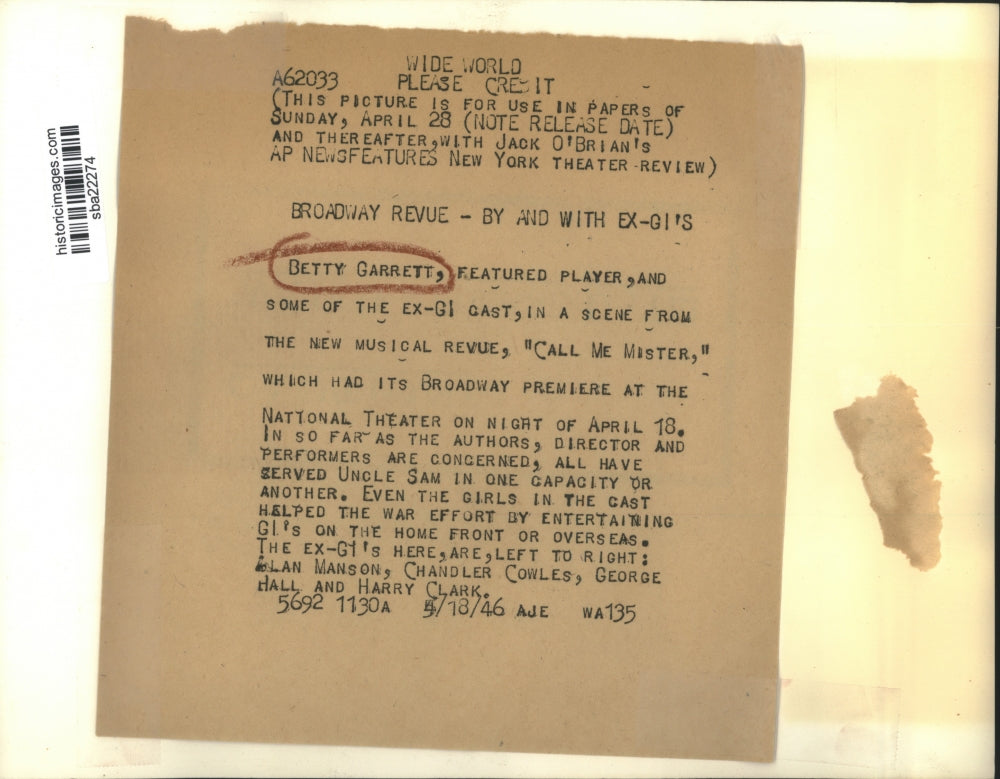 WIDE WORLD
A62033 PLEASE CREDIT
(THIS PICTURE IS FOR USE IN PAPERS OF
SUNDAY, APRIL 28 (NOTE RELEASE DATE)
AND THEREAFTER, WITH JACK O'BRIAN'S
AP NEWSFEATURES NEW YORK THEATER REVIEW)
BROADWAY REVUE - BY AND WITH EX-GI'S
BETTY GARRETT, FEATURED PLAYER, AND
SOME OF THE EX-GI CAST, IN A SCENE FROM
THE NEW MUSICAL REVUE, "CALL ME MISTER,"
WHICH HAD ITS BROADWAY PREMIERE AT THE
NATIONAL THEATER ON NIGHT OF APRIL 18.
IN SO FAR AS THE AUTHORS, DIRECTOR AND
PERFORMERS ARE CONCERNED, ALL HAVE
SERVED UNCLE SAM IN ONE CAPACITY OR
ANOTHER. EVEN THE GIRLS IN THE CAST
HELPED THE WAR EFFORT BY ENTERTAINING
GI'S ON THE HOME FRONT OR OVERSEAS.
THE EX-GI'S HERE, ARE, LEFT TO RIGHT:
ALAN MANSON, CHANDLER COWLES, GEORGE
HALL AND HARRY CLARK.
5692 1130A 4/18/46 AJE WA135
historicimages.com
sba22274